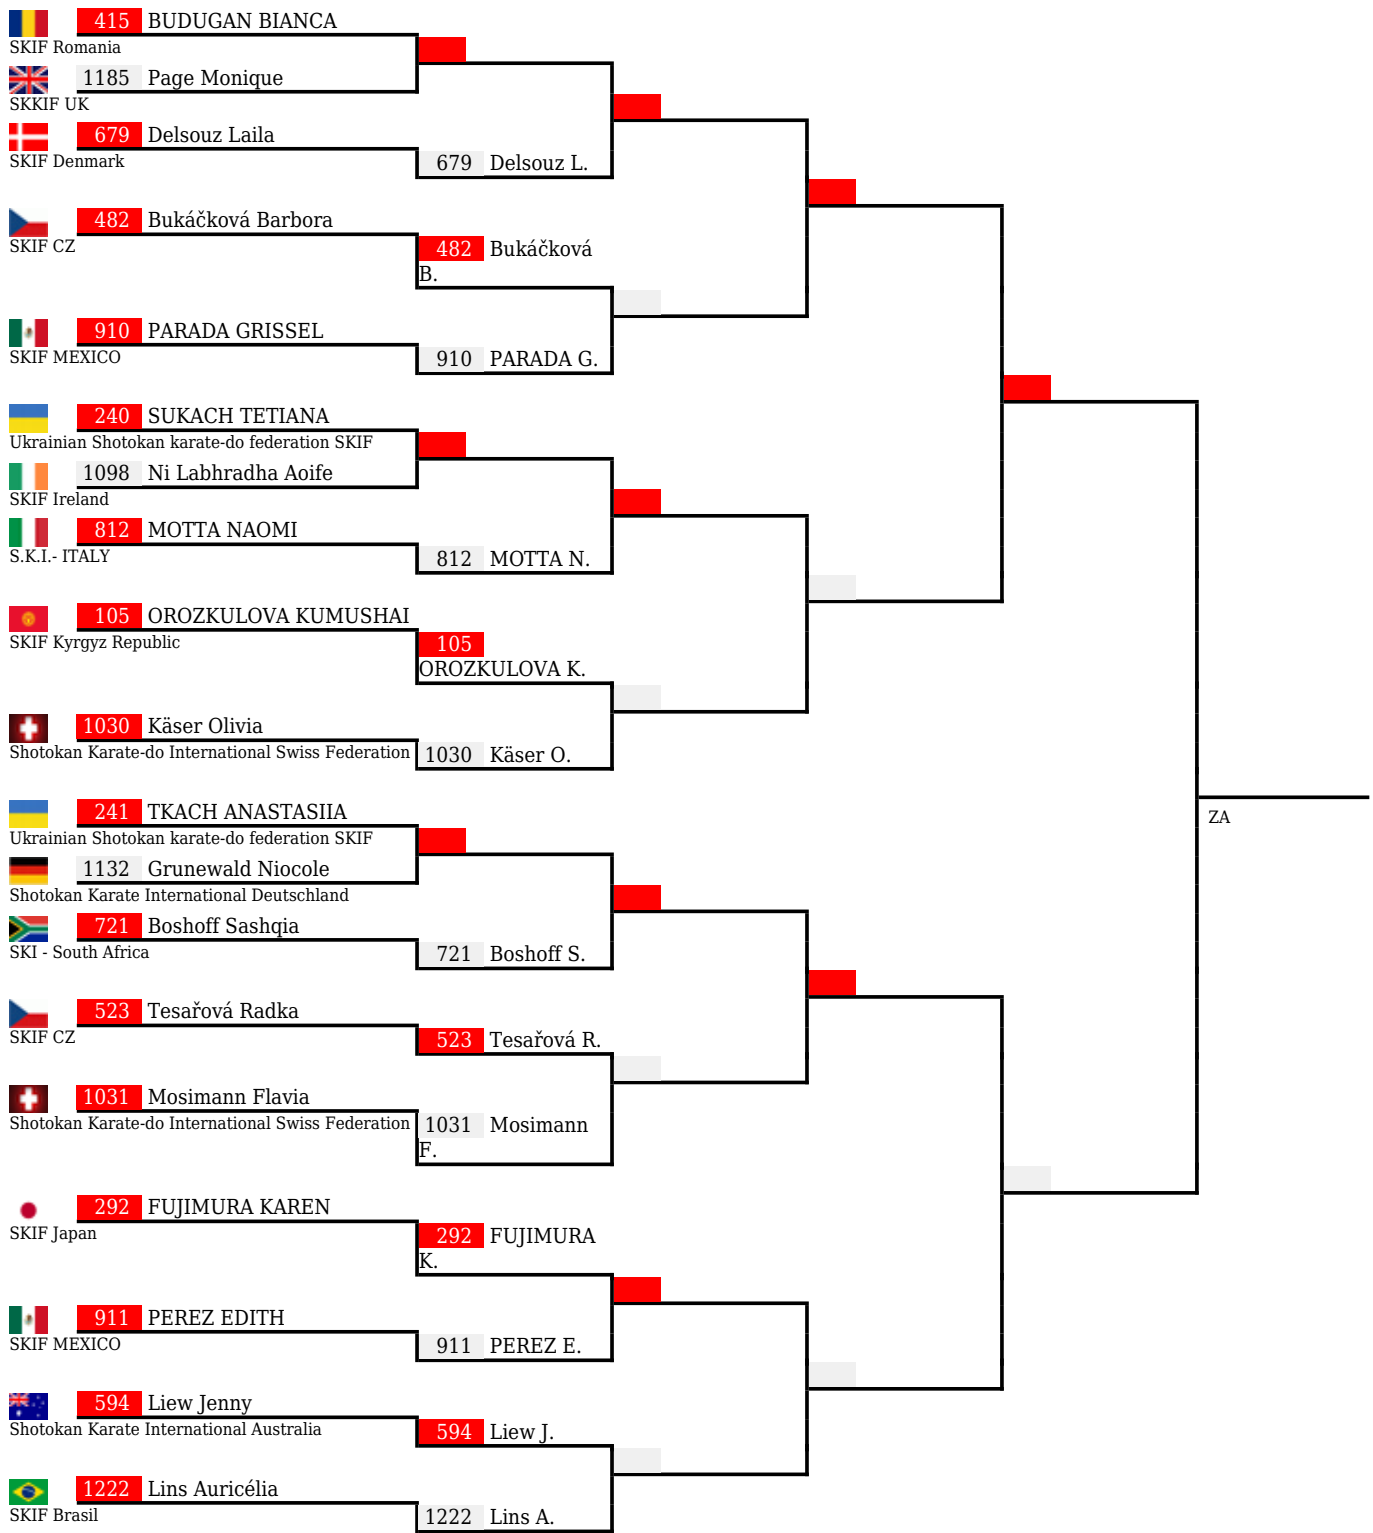 415 BUDUGAN BIANCA
SKIF Romania
1185 Page Monique
SKKIF UK
679 Delsouz Laila
SKIF Denmark
679 Delsouz L.
482 Bukáčková Barbora
SKIF CZ
482 Bukáčková
B.
910 PARADA GRISSEL
SKIF MEXICO
910 PARADA G.
240 SUKACH TETIANA
Ukrainian Shotokan karate-do federation SKIF
1098 Ni Labhradha Aoife
SKIF Ireland
812 MOTTA NAOMI
S.K.I.- ITALY
812 MOTTA N.
105 OROZKULOVA KUMUSHAI
SKIF Kyrgyz Republic
105
OROZKULOVA K.
1030 Käser Olivia
Shotokan Karate-do International Swiss Federation
1030 Käser O.
241 TKACH ANASTASIIA
Ukrainian Shotokan karate-do federation SKIF
ZA
1132 Grunewald Niocole
Shotokan Karate International Deutschland
721 Boshoff Sashqia
SKI - South Africa
721 Boshoff S.
523 Tesařová Radka
SKIF CZ
523 Tesařová R.
1031 Mosimann Flavia
Shotokan Karate-do International Swiss Federation
1031 Mosimann
F.
292 FUJIMURA KAREN
SKIF Japan
292 FUJIMURA
K.
911 PEREZ EDITH
SKIF MEXICO
911 PEREZ E.
594 Liew Jenny
Shotokan Karate International Australia
594 Liew J.
1222 Lins Auricélia
SKIF Brasil
1222 Lins A.